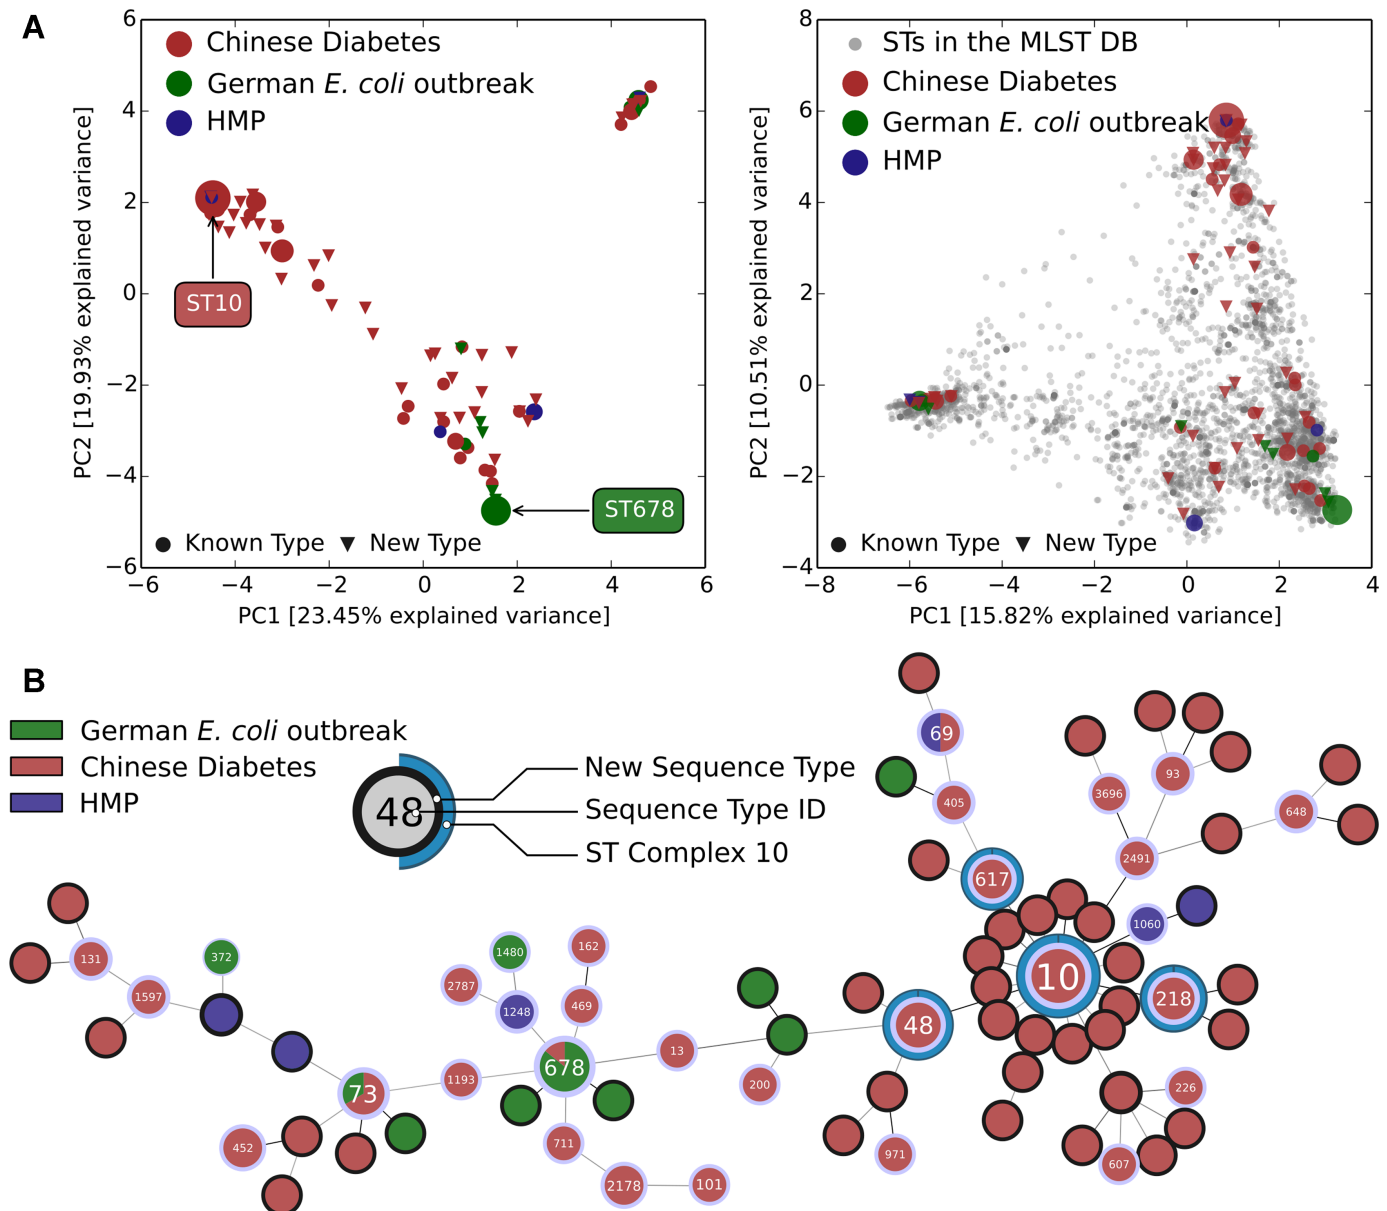 A
6
4
2
0
−2
−4
−6
−6
−4
−2
0
2
4
6
PC2 [19.93% explained variance]
PC1 [23.45% explained variance]
Chinese Diabetes
German E. coli outbreak
HMP
ST10
ST678
Known Type
New Type
8
6
4
2
0
−2
−4
−8
−6
−4
−2
0
2
4
PC2 [10.51% explained variance]
PC1 [15.82% explained variance]
STs in the MLST DB
Chinese Diabetes
German E. coli outbreak
HMP
Known Type
New Type
B
German E. coli outbreak
Chinese Diabetes
HMP
48
New Sequence Type
Sequence Type ID
ST Complex 10
69
405
617
3696
93
2491
648
1060
10
218
48
131
1597
372
73
452
1193
2787
1480
1248
162
469
678
711
2178
101
13
200
971
226
607